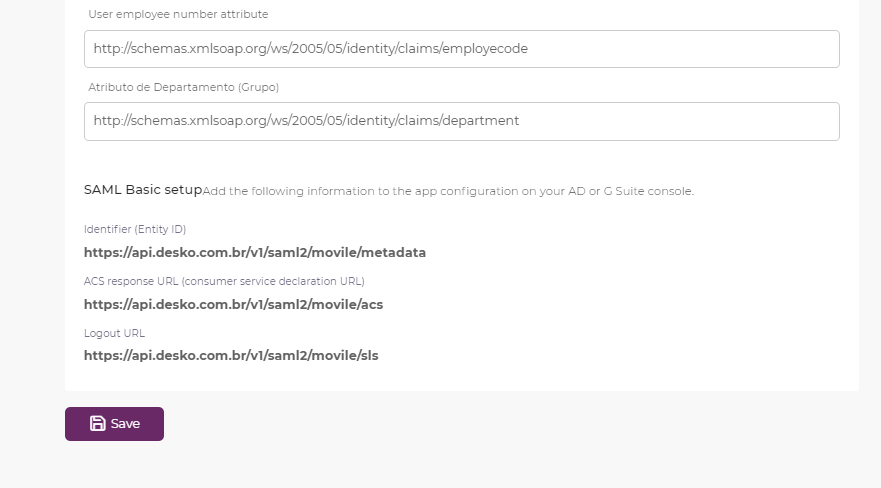 User employee number attribute
http://schemas.xmlsoap.org/ws/2005/05/identity/claims/employecode
Atributo de Departamento (Grupo)
http://schemas.xmlsoap.org/ws/2005/05/identity/claims/department
SAML Basic setupAdd the following information to the app configuration on your AD or G Suite console.
Identifier (Entity ID)
https://api.desko.com.br/v1/saml2/movile/metadata
ACS response URL (consumer service declaration URL)
https://api.desko.com.br/v1/saml2/movile/acs
Logout URL
https://api.desko.com.br/v1/saml2/movile/sls
Save